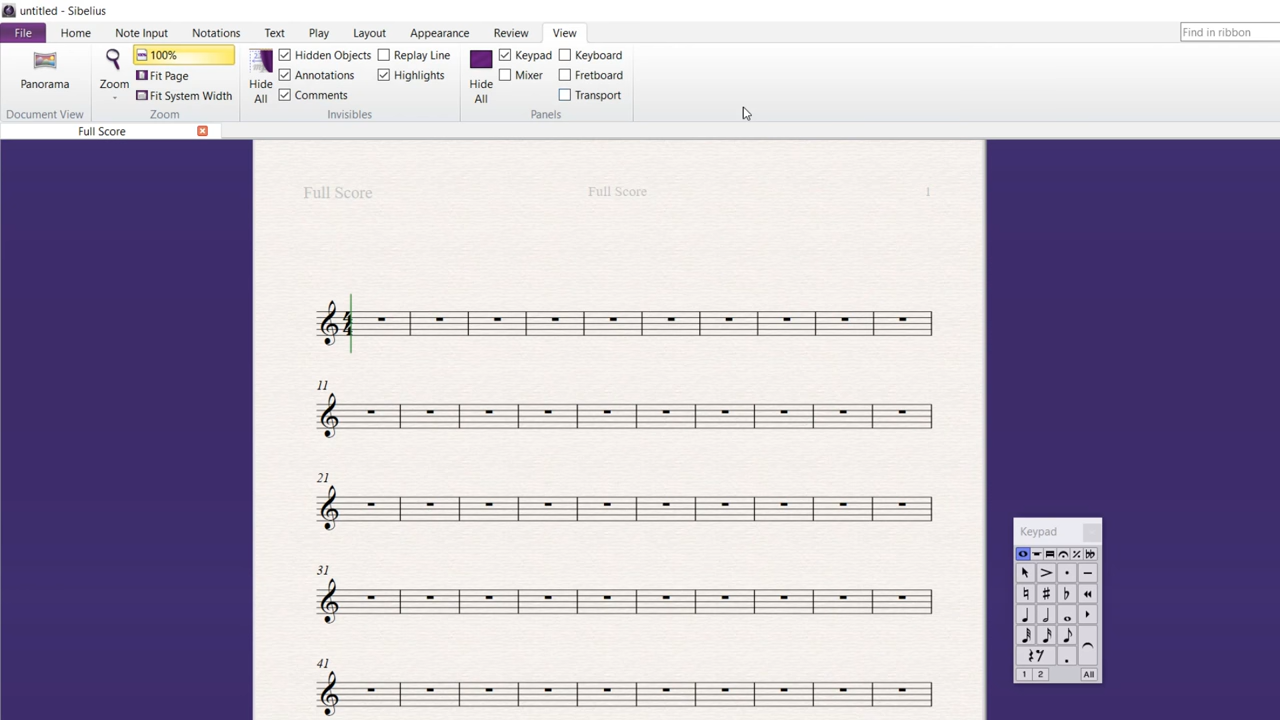 untitled - Sibelius
File Home Note Input Notations Text Play Layout Appearance Review View Find in ribbon
Panorama
Document View
Zoom
100%
Fit Page
Fit System Width
Zoom
Hide All
Hidden Objects
Annotations
Comments
Replay Line
Highlights
Invisibles
Hide All
Keypad
Mixer
Keyboard
Fretboard
Transport
Panels
Full Score
Full Score Full Score 1
4
4
11
21
31
41
Keypad
1 2 All